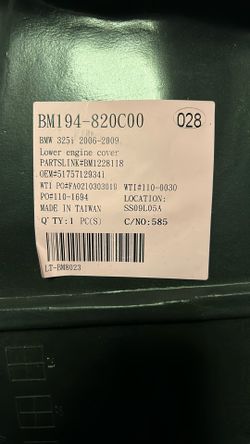 BM194-820C00 028
BMW 325i 2006-2009
Lower engine cover
PARTSLINK#BM1228118
OEM#51757129341
WTI PO#FA0210303019 WTI#110-0030
PO#110-1694 LOCATION:
MADE IN TAIWAN SS09L05A
Q'TY:1 PC(S) C/NO:585
LT-BM8023